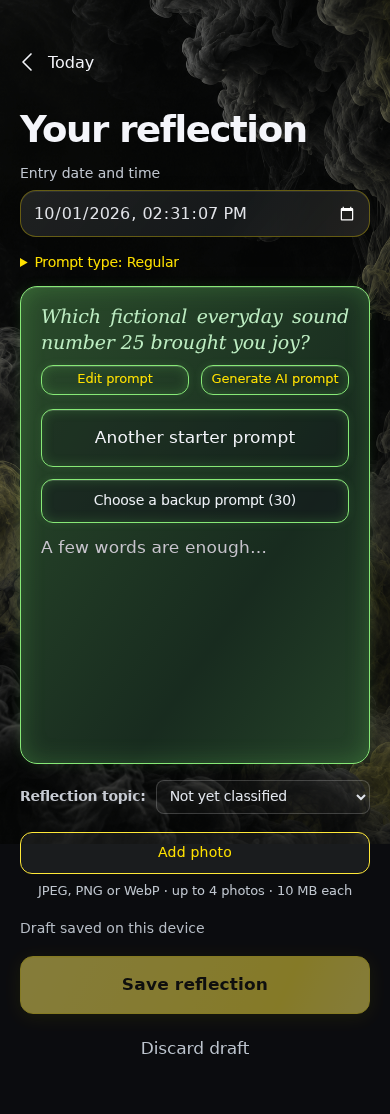 Today
Your reflection
Entry date and time
10/01/2026, 02:31:07 PM
Prompt type: Regular
Which fictional everyday sound
number 25 brought you joy?
Edit prompt
Generate AI prompt
Another starter prompt
Choose a backup prompt (30)
A few words are enough…
Reflection topic:
Not yet classified
Add photo
JPEG, PNG or WebP · up to 4 photos · 10 MB each
Draft saved on this device
Save reflection
Discard draft